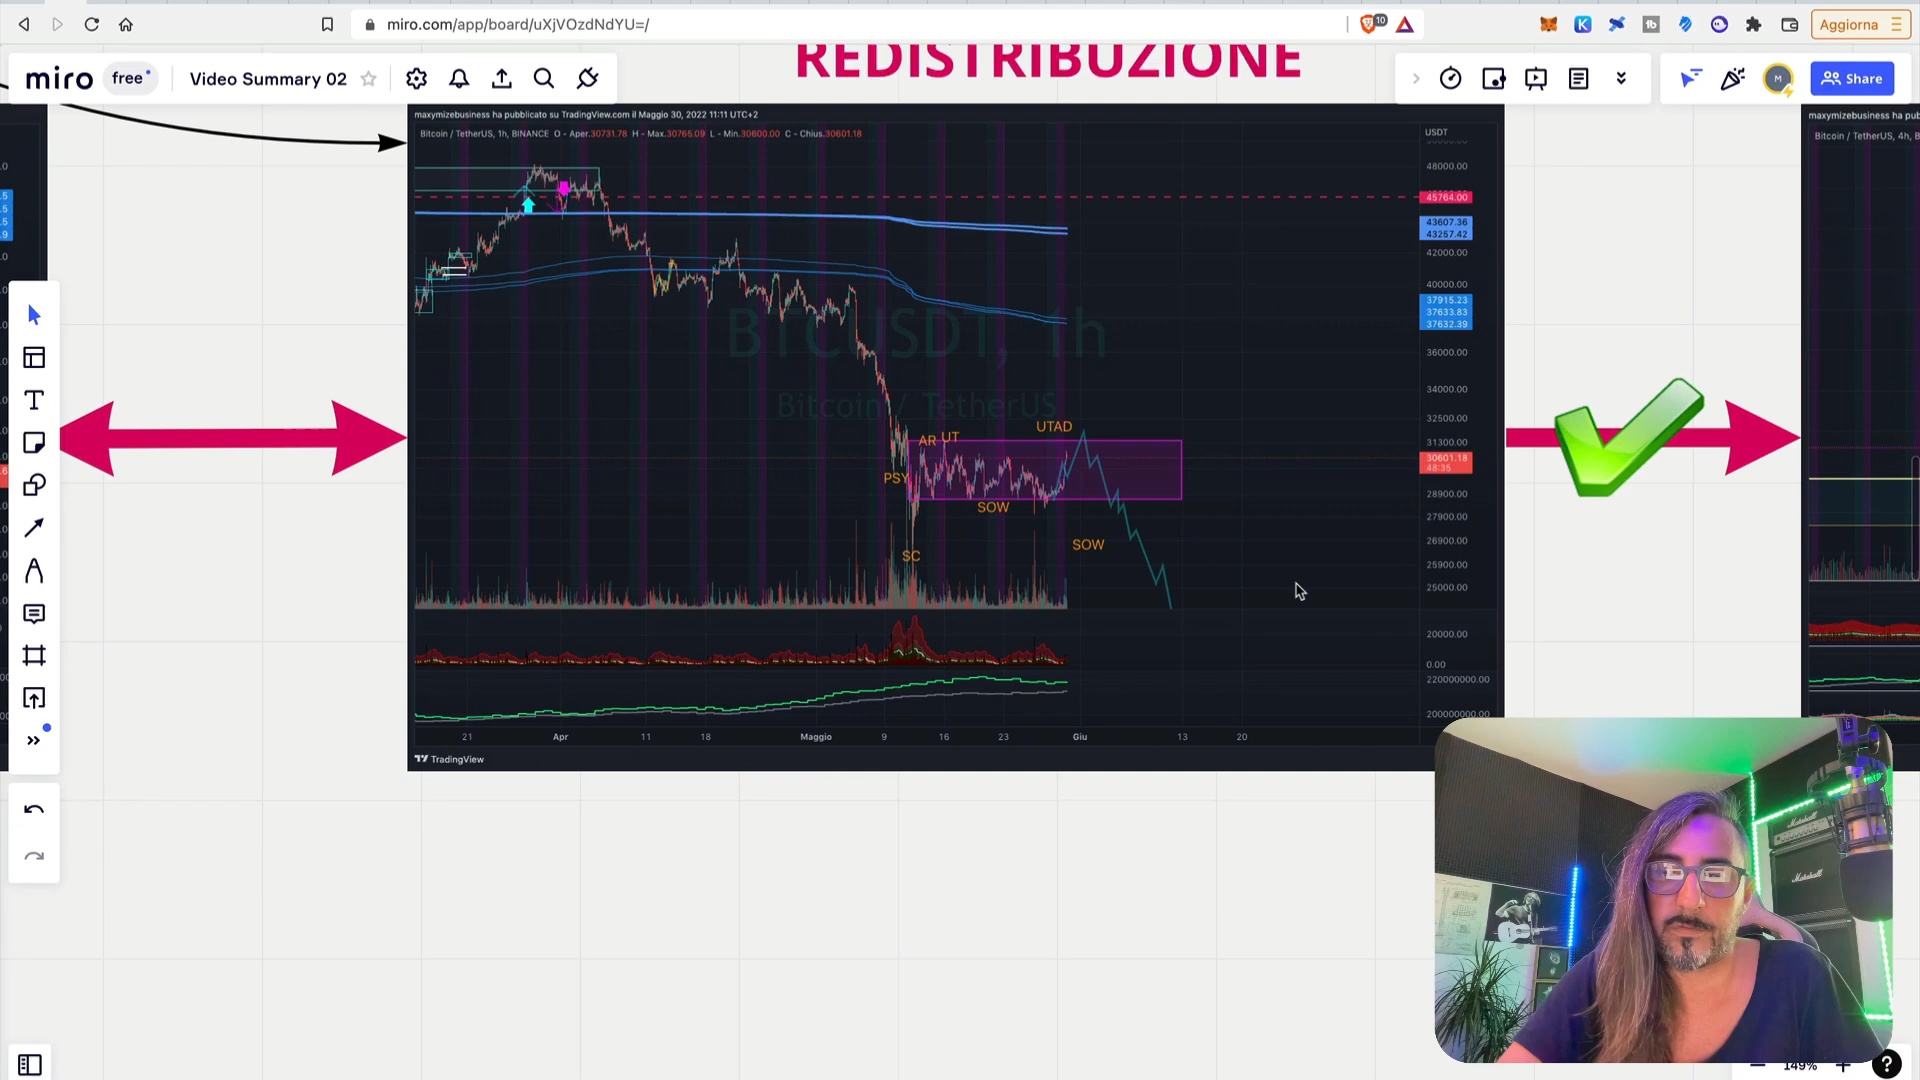 miro.com/app/board/uXjVOzdNdYU=/
10
Aggiorna
REDISTRIBUZIONE
miro
free
Video Summary 02
M
Share
maxymizebusiness ha pubblicato su TradingView.com il Maggio 30, 2022 11:11 UTC+2
Bitcoin / TetherUS, 1h, BINANCE O - Aper.30731.78 H - Max.30765.09 L - Min.30600.00 C - Chius.30601.18
USDT
48000.00
45764.00
43607.36
43257.42
42000.00
40000.00
37915.23
37633.83
37632.39
36000.00
34000.00
32500.00
31300.00
30601.18
48:35
28900.00
27900.00
26900.00
25900.00
25000.00
20000.00
0.00
220000000.00
200000000.00
BTCUSDT, 1h
Bitcoin / TetherUS
UTAD
AR UT
PSY
SOW
SOW
SC
21
Apr
11
18
Maggio
9
16
23
Giu
13
20
TradingView
maxymizebusiness ha pub
Bitcoin / TetherUS, 4h, B
Marshall
Marshall
149%